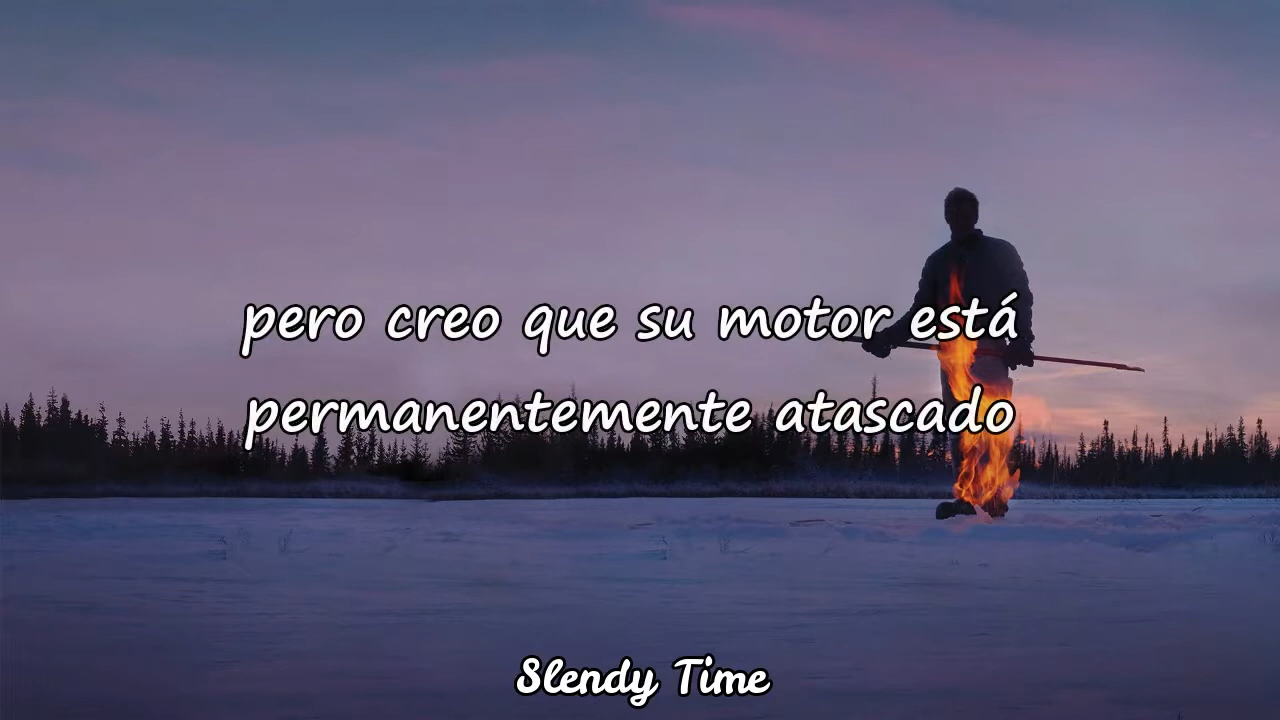 pero creo que su motor está
permanentemente atascado
Slendy Time